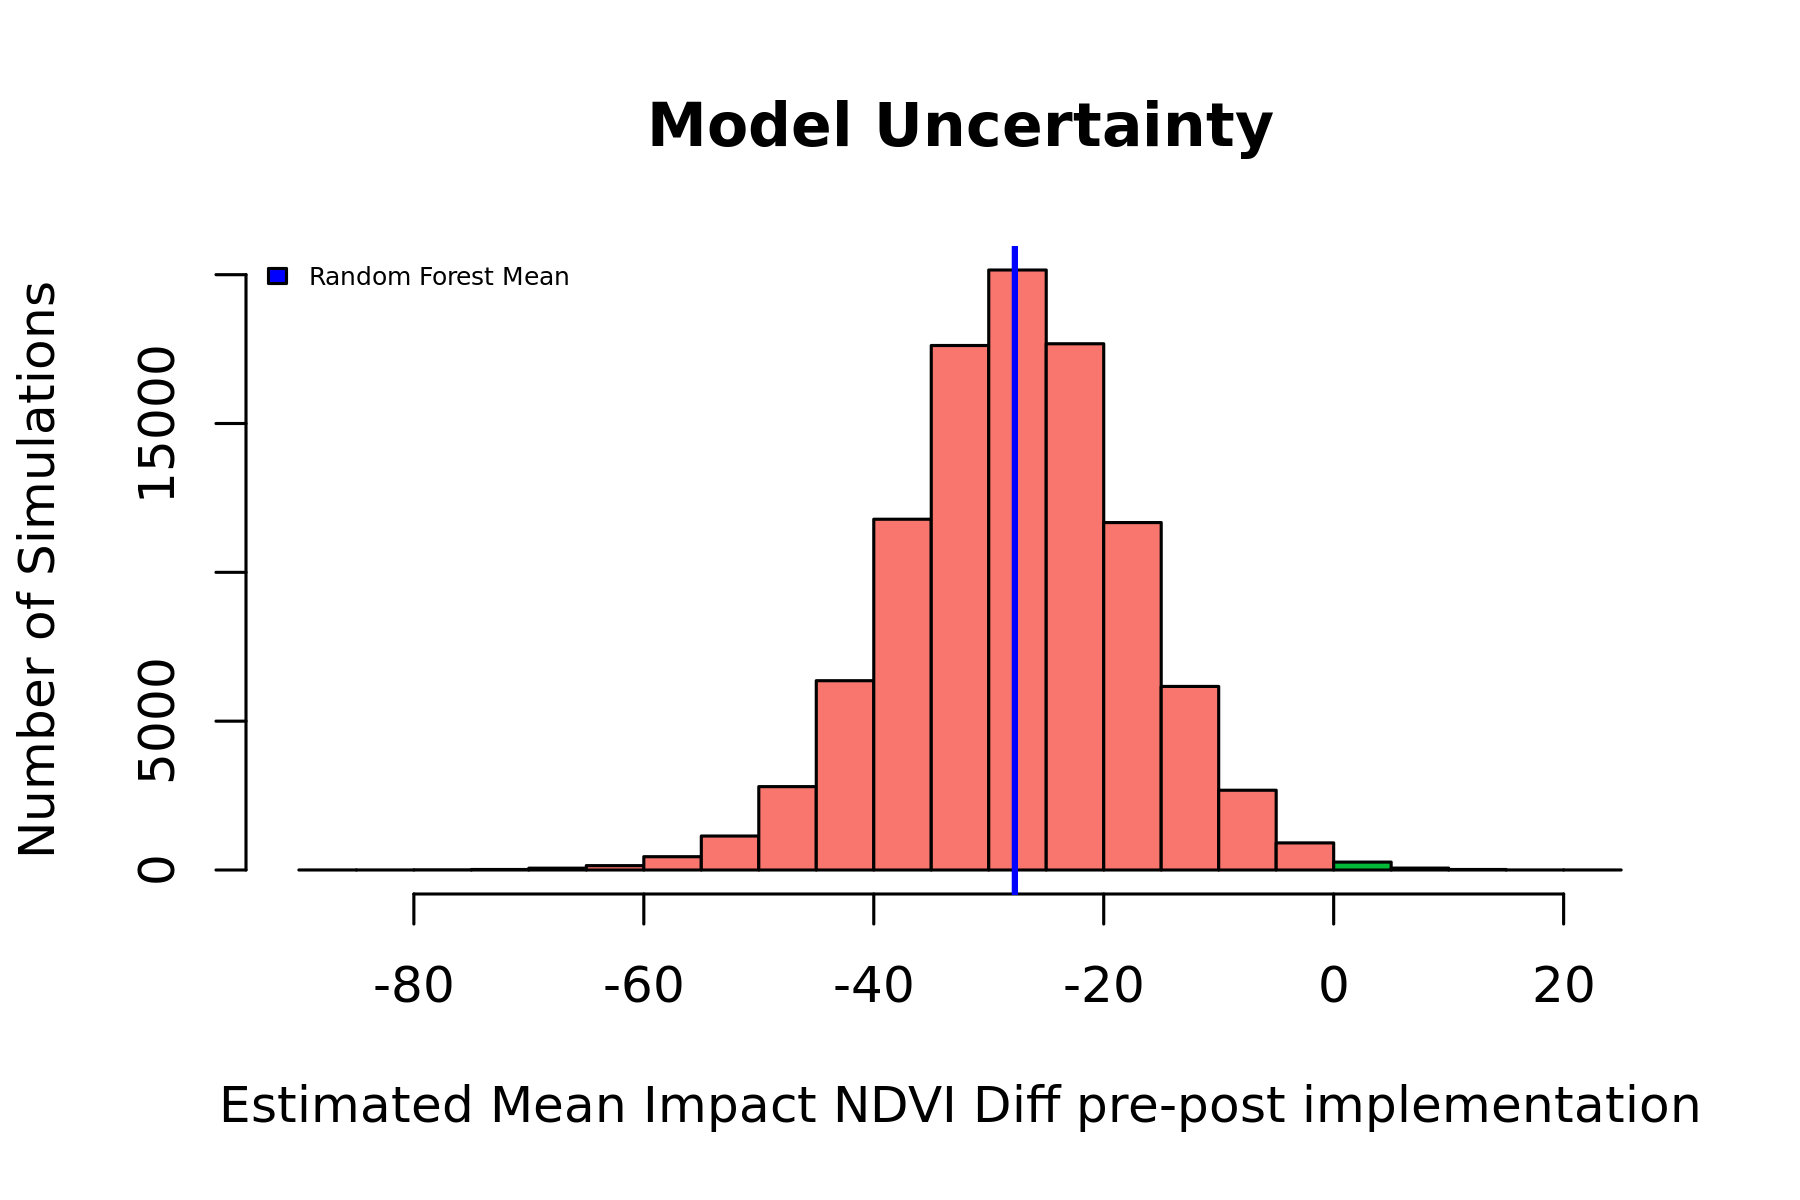 Model Uncertainty
Random Forest Mean
Number of Simulations
15000
5000
0
-80 -60 -40 -20 0 20
Estimated Mean Impact NDVI Diff pre-post implementation